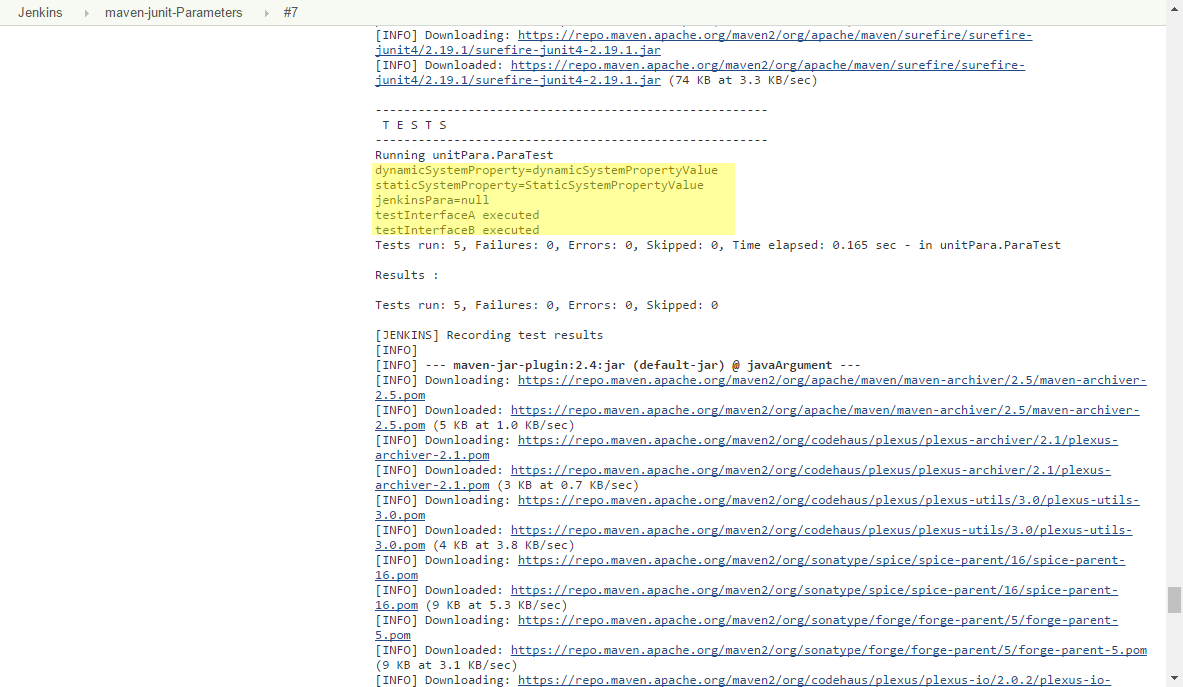 Jenkins maven-junit-Parameters #7
[INFO] Downloading: https://repo.maven.apache.org/maven2/org/apache/maven/surefire/surefire-
junit4/2.19.1/surefire-junit4-2.19.1.jar
[INFO] Downloaded: https://repo.maven.apache.org/maven2/org/apache/maven/surefire/surefire-
junit4/2.19.1/surefire-junit4-2.19.1.jar (74 KB at 3.3 KB/sec)
-------------------------------------------------------
T E S T S
-------------------------------------------------------
Running unitPara.ParaTest
dynamicSystemProperty=dynamicSystemPropertyValue
staticSystemProperty=StaticSystemPropertyValue
jenkinsPara=null
testInterfaceA executed
testInterfaceB executed
Tests run: 5, Failures: 0, Errors: 0, Skipped: 0, Time elapsed: 0.165 sec - in unitPara.ParaTest
Results :
Tests run: 5, Failures: 0, Errors: 0, Skipped: 0
[JENKINS] Recording test results
[INFO]
[INFO] --- maven-jar-plugin:2.4:jar (default-jar) @ javaArgument ---
[INFO] Downloading: https://repo.maven.apache.org/maven2/org/apache/maven/maven-archiver/2.5/maven-archiver-
2.5.pom
[INFO] Downloaded: https://repo.maven.apache.org/maven2/org/apache/maven/maven-archiver/2.5/maven-archiver-
2.5.pom (5 KB at 1.0 KB/sec)
[INFO] Downloading: https://repo.maven.apache.org/maven2/org/codehaus/plexus/plexus-archiver/2.1/plexus-
archiver-2.1.pom
[INFO] Downloaded: https://repo.maven.apache.org/maven2/org/codehaus/plexus/plexus-archiver/2.1/plexus-
archiver-2.1.pom (3 KB at 0.7 KB/sec)
[INFO] Downloading: https://repo.maven.apache.org/maven2/org/codehaus/plexus/plexus-utils/3.0/plexus-utils-
3.0.pom
[INFO] Downloaded: https://repo.maven.apache.org/maven2/org/codehaus/plexus/plexus-utils/3.0/plexus-utils-
3.0.pom (4 KB at 3.8 KB/sec)
[INFO] Downloading: https://repo.maven.apache.org/maven2/org/sonatype/spice/spice-parent/16/spice-parent-
16.pom
[INFO] Downloaded: https://repo.maven.apache.org/maven2/org/sonatype/spice/spice-parent/16/spice-parent-
16.pom (9 KB at 5.3 KB/sec)
[INFO] Downloading: https://repo.maven.apache.org/maven2/org/sonatype/forge/forge-parent/5/forge-parent-
5.pom
[INFO] Downloaded: https://repo.maven.apache.org/maven2/org/sonatype/forge/forge-parent/5/forge-parent-5.pom
(9 KB at 3.1 KB/sec)
[INFO] Downloading: https://repo.maven.apache.org/maven2/org/codehaus/plexus/plexus-io/2.0.2/plexus-io-